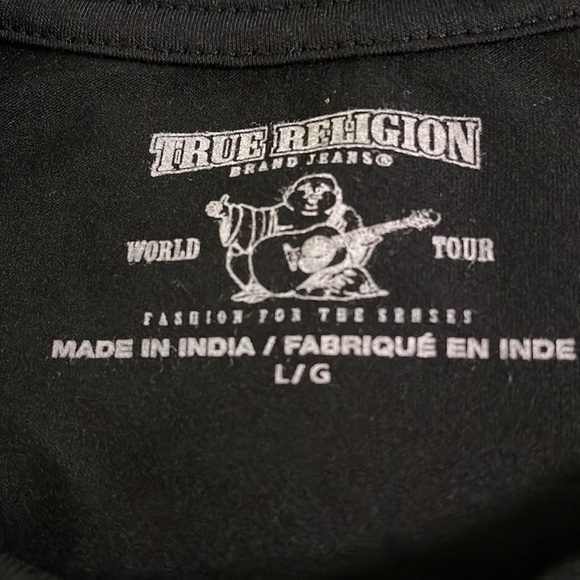 TRUE RELIGION
BRAND JEANS®
WORLD TOUR
FASHION FOR THE SENSES
MADE IN INDIA / FABRIQUÉ EN INDE
L/G